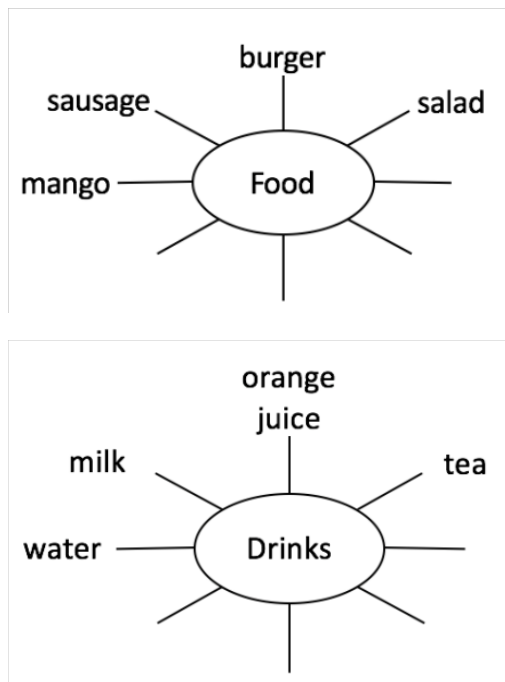 burger
sausage
salad
mango
Food
orange
juice
milk
tea
water
Drinks